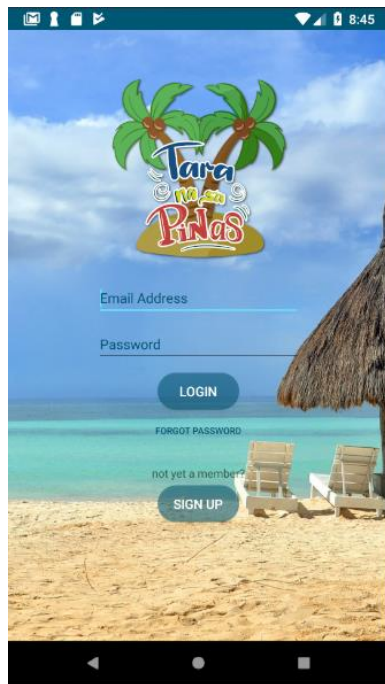 8:45
Tara
na sa
PiNaS
Email Address
Password
LOGIN
FORGOT PASSWORD
not yet a member?
SIGN UP